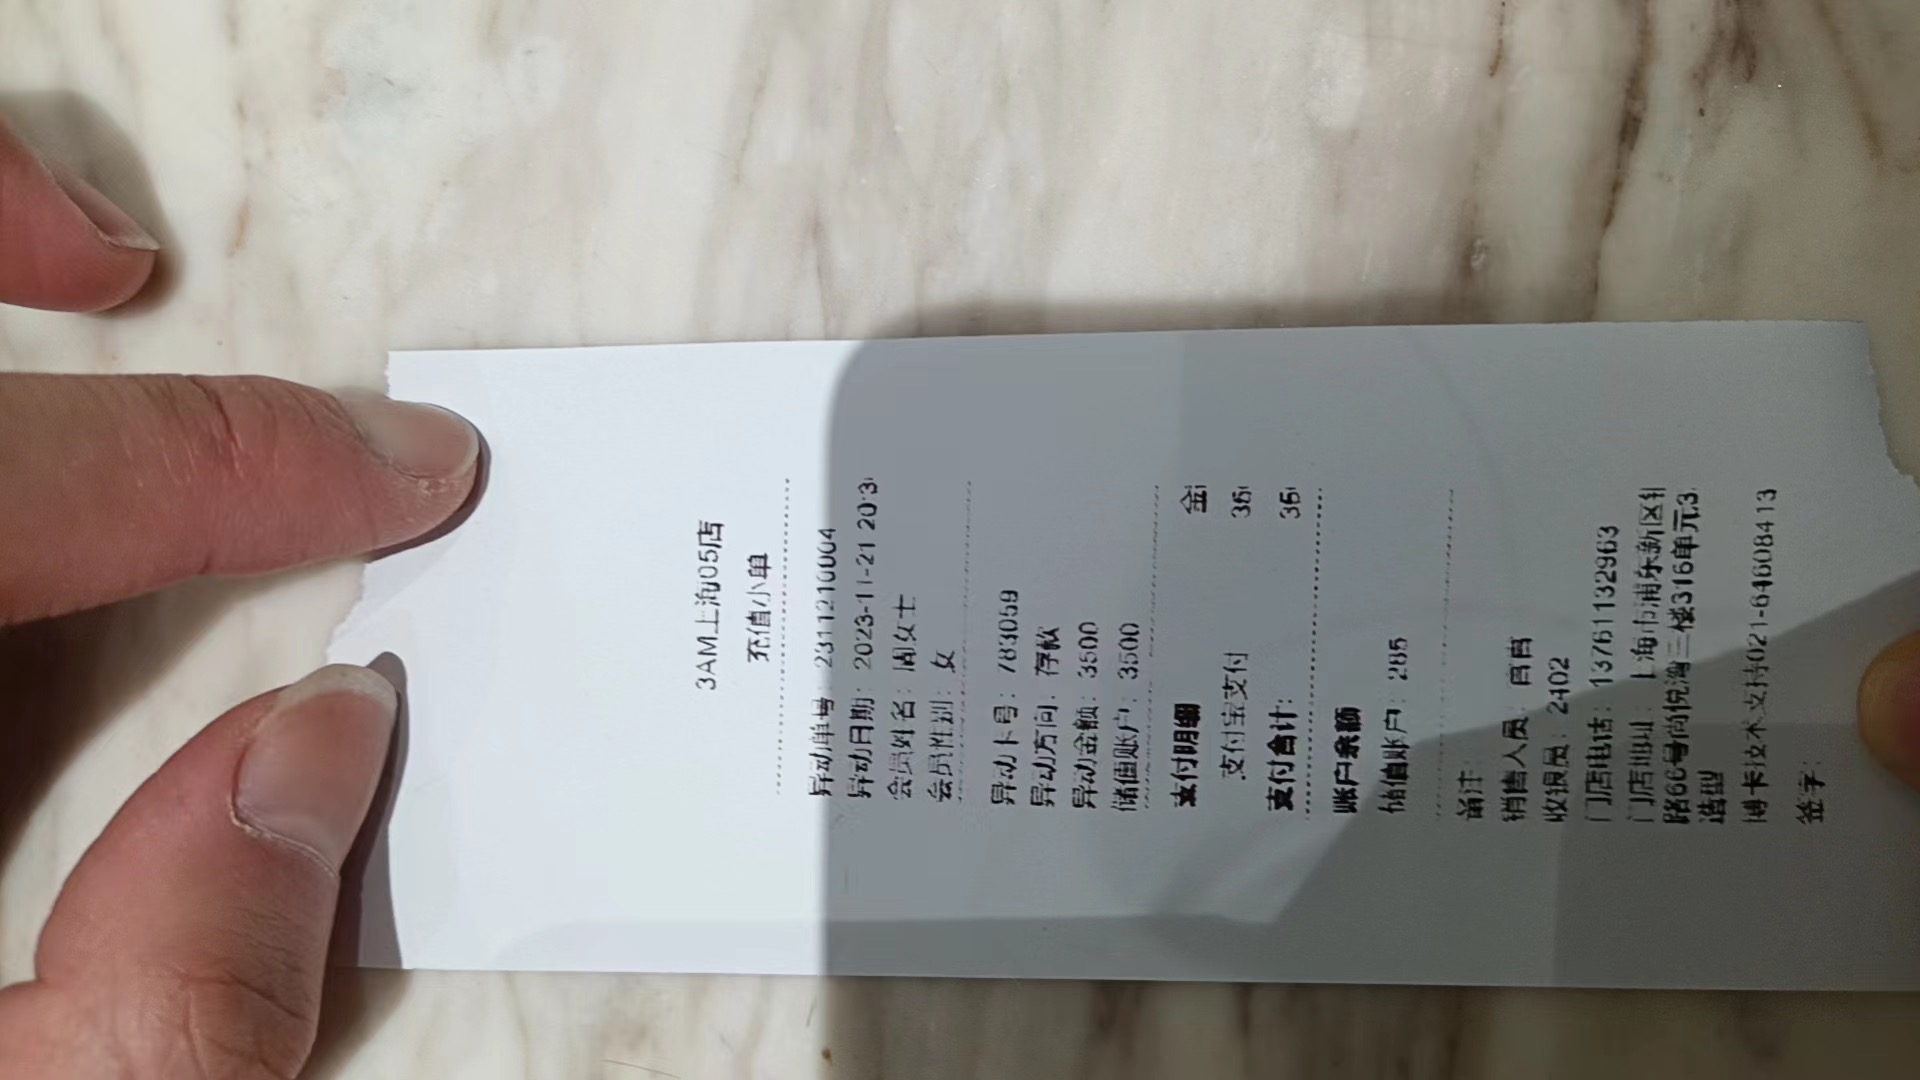 3AM上海05店
充值小单
异动单号：2311210004
异动日期：2023-11-21 20:3
会员姓名：周女士
会员性别：女
异动卡号：783059
异动方向：存款
异动金额：3500
储值账户：3500
支付明细 金
支付宝支付 35
支付合计： 35
账户余额
储值账户：285
备注：
销售人员：
收银员：2402
门店电话：13761132963
门店地址：上海市浦东新区
路66号尚悦湾三楼316单元3
造型
博卡技术支持021-64608413
签字：